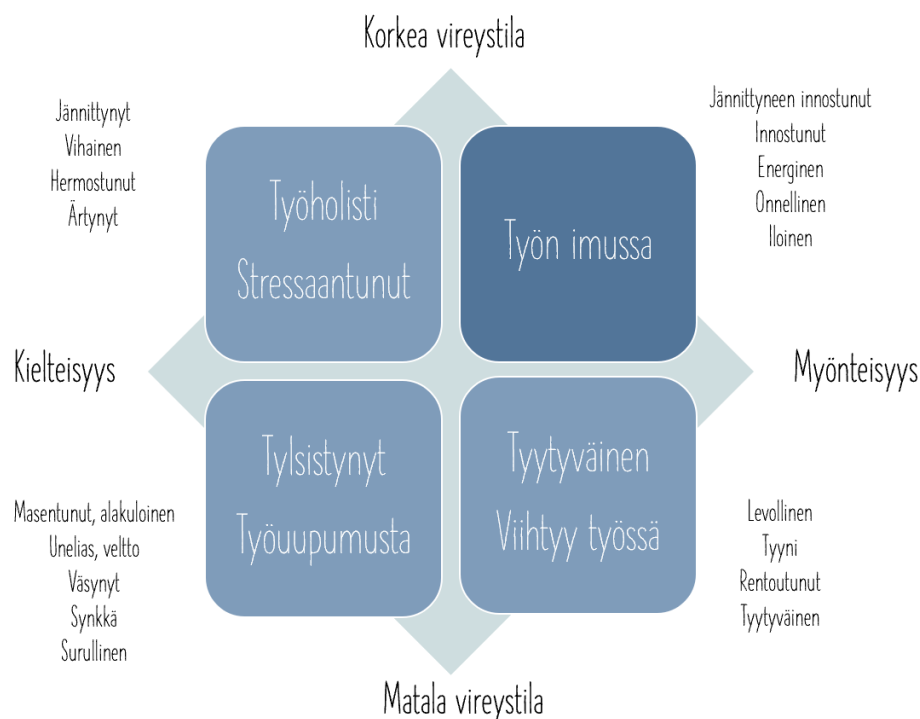 Korkea vireystila
Jännittynyt
Vihainen
Hermostunut
Ärtynyt
Jännittyneen innostunut
Innostunut
Energinen
Onnellinen
Iloinen
Työholisti
Stressaantunut
Työn imussa
Kielteisyys
Myönteisyys
Tylsistynyt
Työuupumusta
Tyytyväinen
Viihtyy työssä
Masentunut, alakuloinen
Unelias, veltto
Väsynyt
Synkkä
Surullinen
Levollinen
Tyyni
Rentoutunut
Tyytyväinen
Matala vireystila